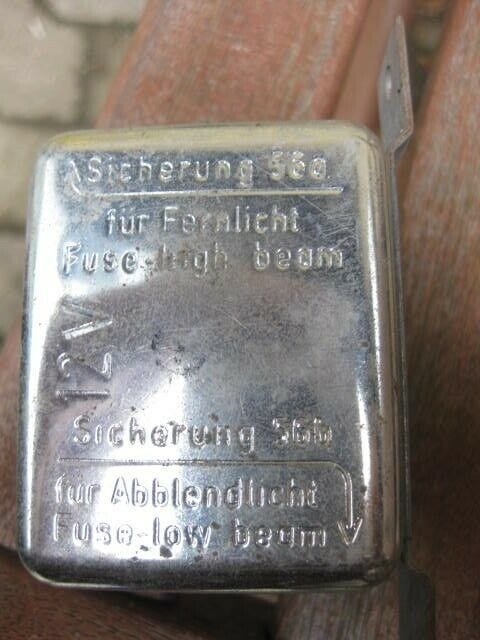 Sicherung 56a
für Fernlicht
Fuse-high beam
12V
Sicherung 56b
für Abblendlicht
Fuse-low beam